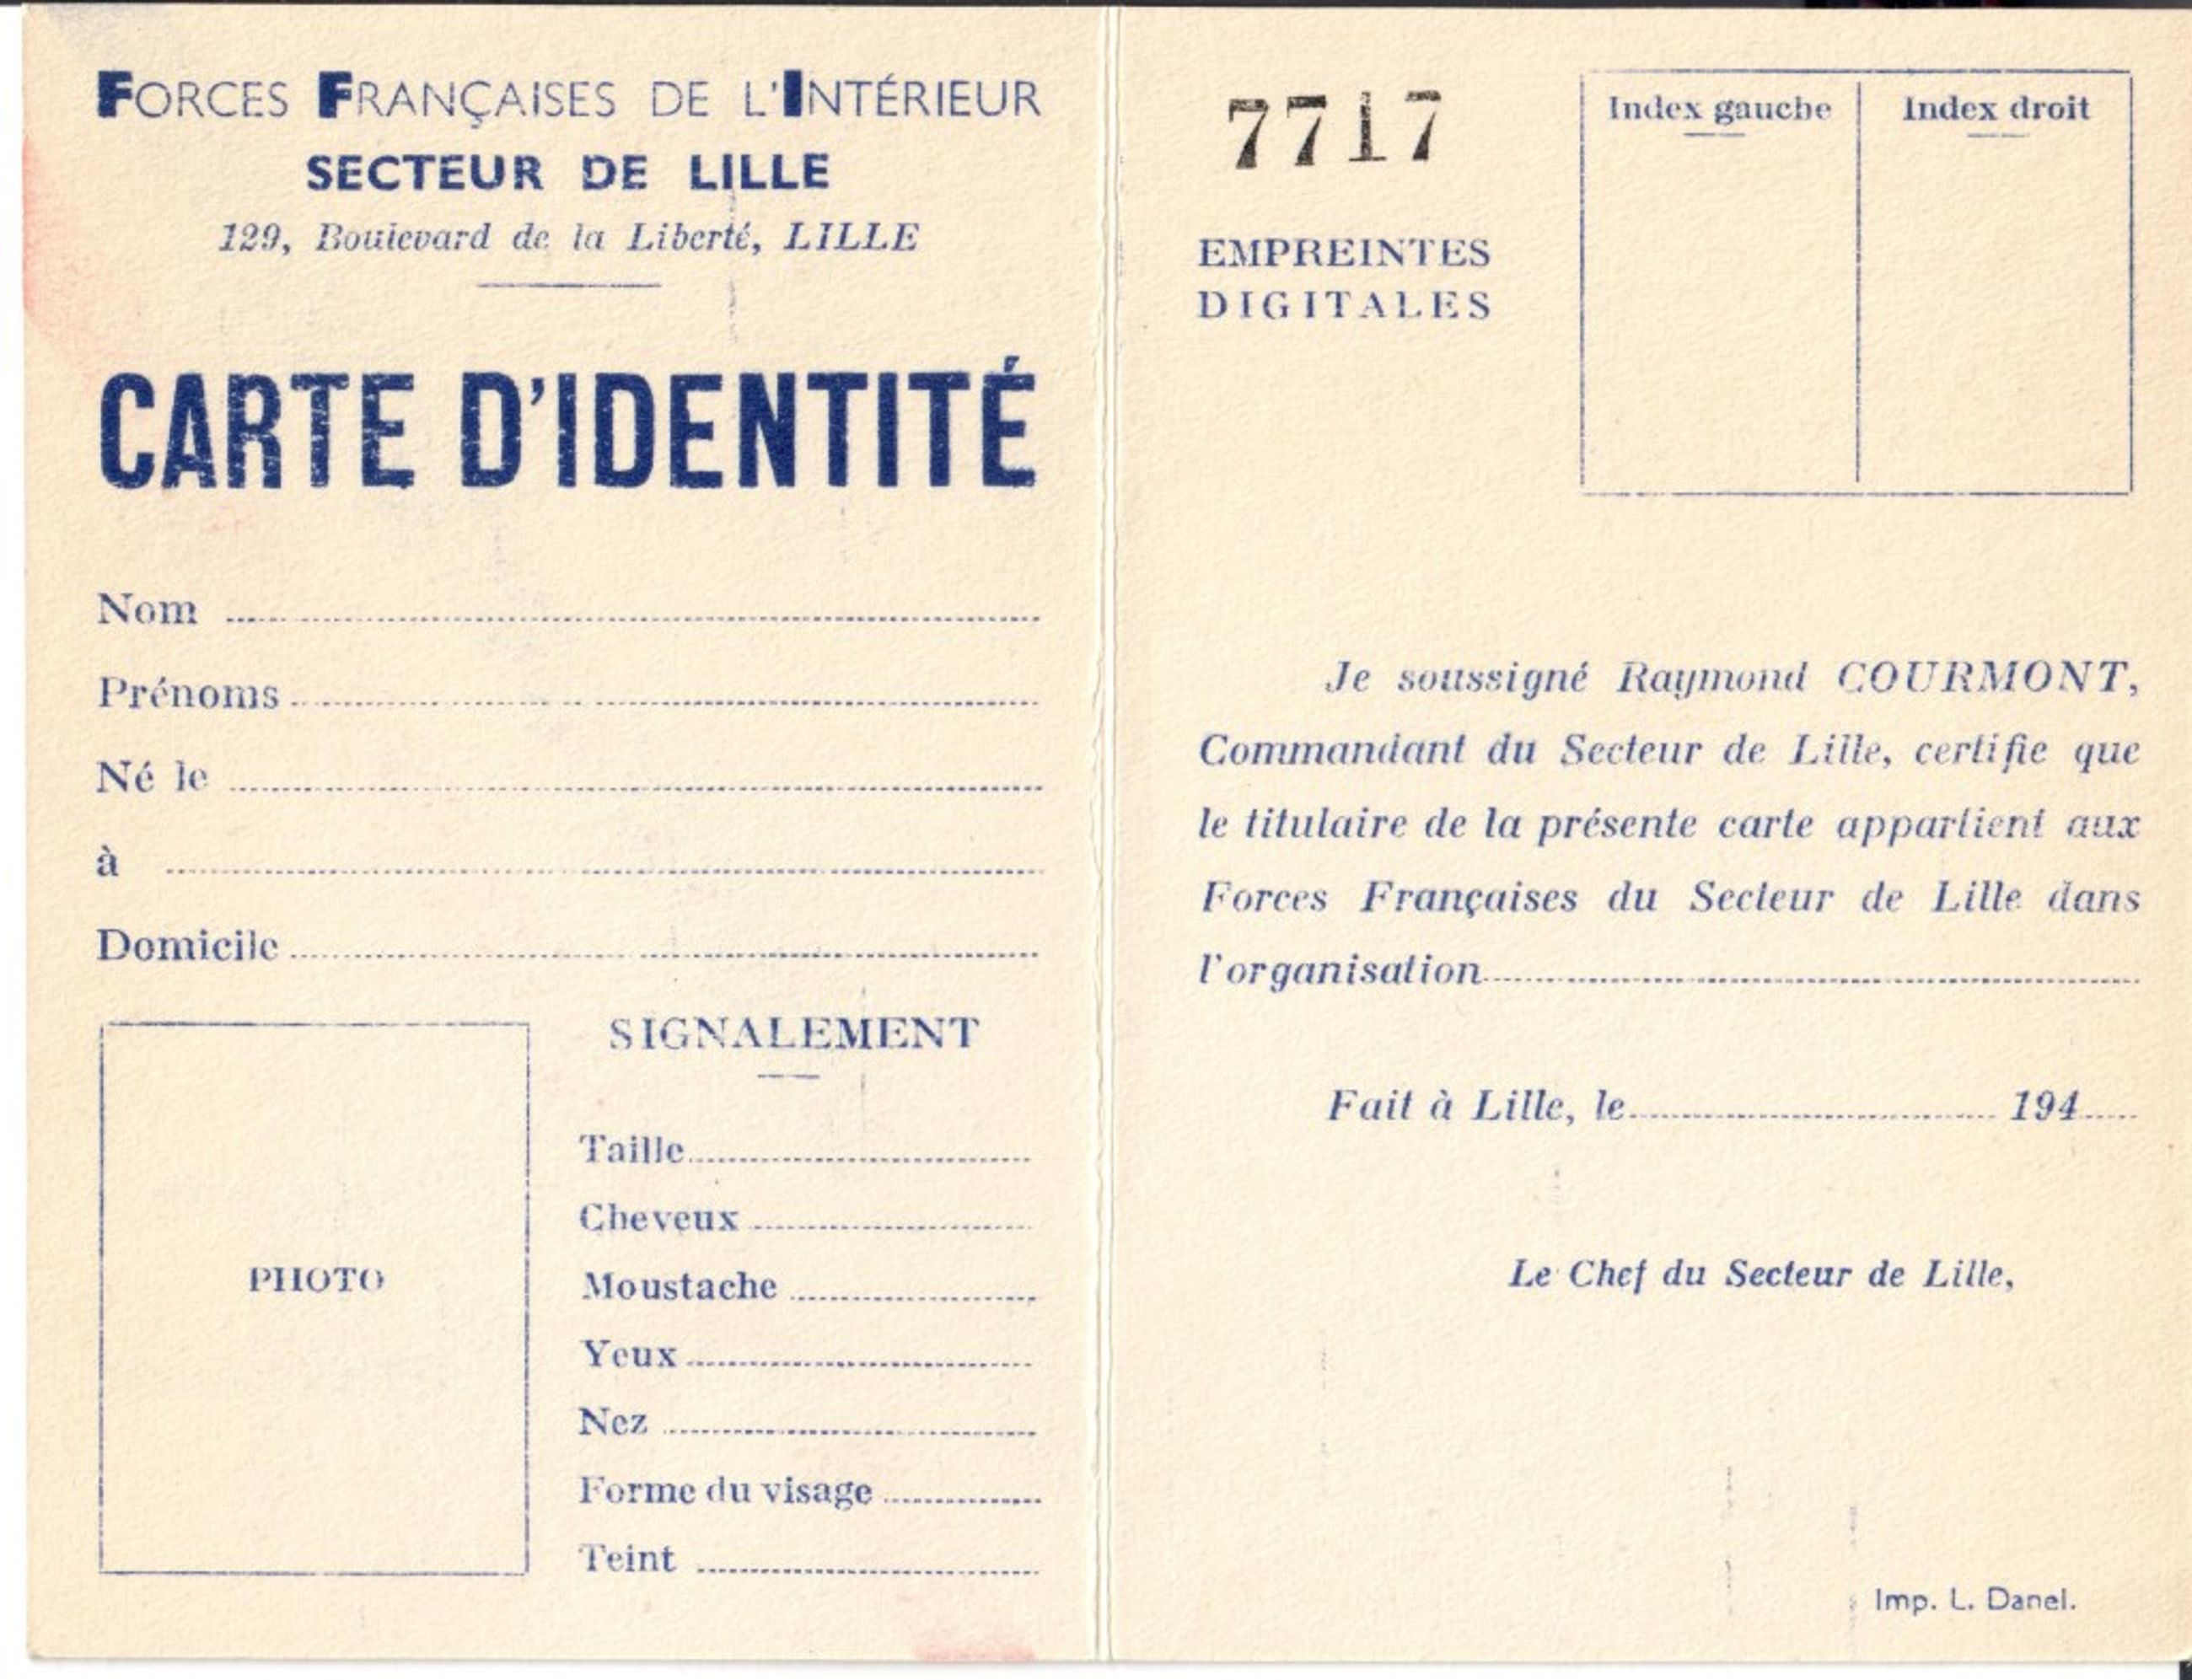 FORCES FRANÇAISES DE L'INTÉRIEUR
SECTEUR DE LILLE
129, Boulevard de la Liberté, LILLE
CARTE D'IDENTITÉ
Nom
Prénoms
Né le
à
Domicile
PHOTO
SIGNALEMENT
Taille
Cheveux
Moustache
Yeux
Nez
Forme du visage
Teint
7717
EMPREINTES
DIGITALES
Index gauche
Index droit
Je soussigné Raymond COURMONT,
Commandant du Secteur de Lille, certifie que
le titulaire de la présente carte appartient aux
Forces Françaises du Secteur de Lille dans
l'organisation
Fait à Lille, le 194
Le Chef du Secteur de Lille,
Imp. L. Danel.